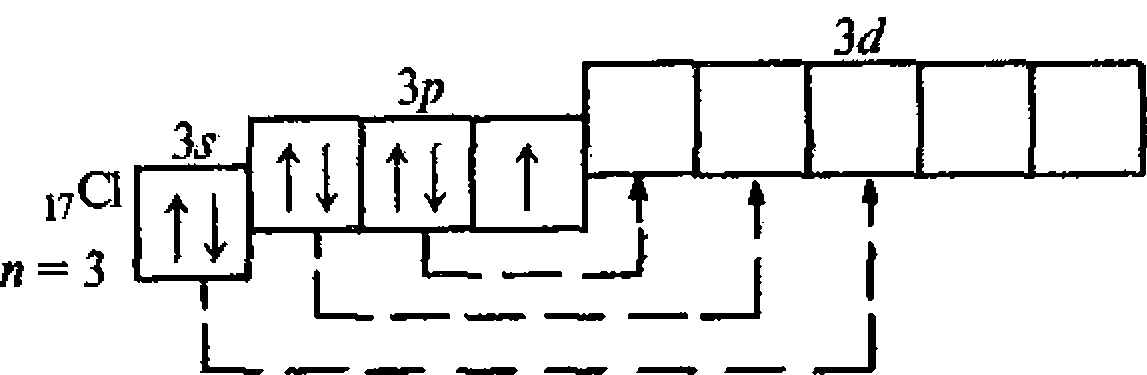 3d
3p
3s
₁₇Cl
n = 3